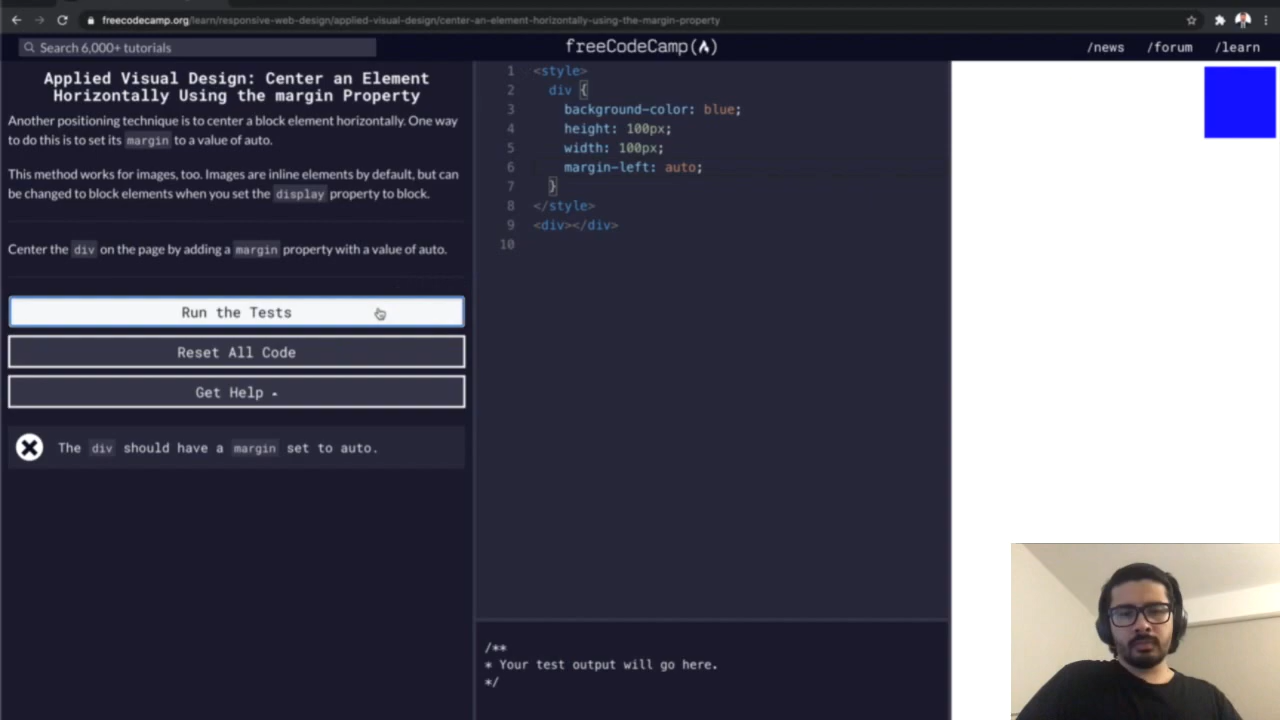 freecodecamp.org/learn/responsive-web-design/applied-visual-design/center-an-element-horizontally-using-the-margin-property
Search 6,000+ tutorials
freeCodeCamp
/news /forum /learn
Applied Visual Design: Center an Element
Horizontally Using the margin Property
Another positioning technique is to center a block element horizontally. One way
to do this is to set its margin to a value of auto.
This method works for images, too. Images are inline elements by default, but can
be changed to block elements when you set the display property to block.
Center the div on the page by adding a margin property with a value of auto.
Run the Tests
Reset All Code
Get Help
The div should have a margin set to auto.
1 <style>
2 div {
3 background-color: blue;
4 height: 100px;
5 width: 100px;
6 margin-left: auto;
7 }
8 </style>
9 <div></div>
10
/**
* Your test output will go here.
*/